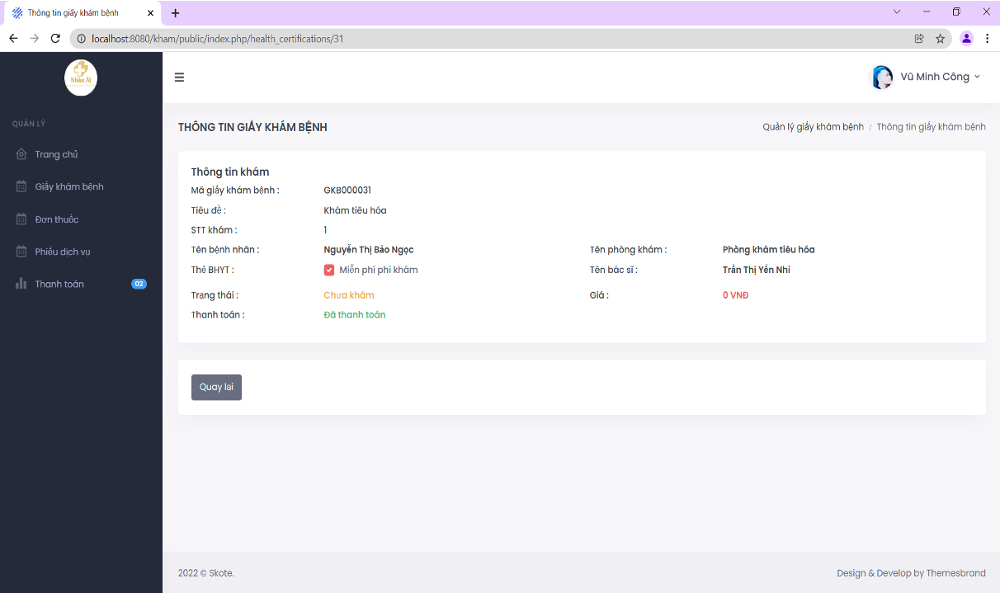 Thông tin giấy khám bệnh
localhost:8080/kham/public/index.php/health_certifications/31
Nhân Ái
Vũ Minh Công
QUẢN LÝ
Trang chủ
Giấy khám bệnh
Đơn thuốc
Phiếu dịch vụ
Thanh toán 02
THÔNG TIN GIẤY KHÁM BỆNH
Quản lý giấy khám bệnh / Thông tin giấy khám bệnh
Thông tin khám
Mã giấy khám bệnh : GKB000031
Tiêu đề : Khám tiêu hóa
STT khám : 1
Tên bệnh nhân : Nguyễn Thị Bảo Ngọc Tên phòng khám : Phòng khám tiêu hóa
Thẻ BHYT : Miễn phí phí khám Tên bác sĩ : Trần Thị Yến Nhi
Trạng thái : Chưa khám Giá : 0 VNĐ
Thanh toán : Đã thanh toán
Quay lai
2022 © Skote. Design & Develop by Themesbrand